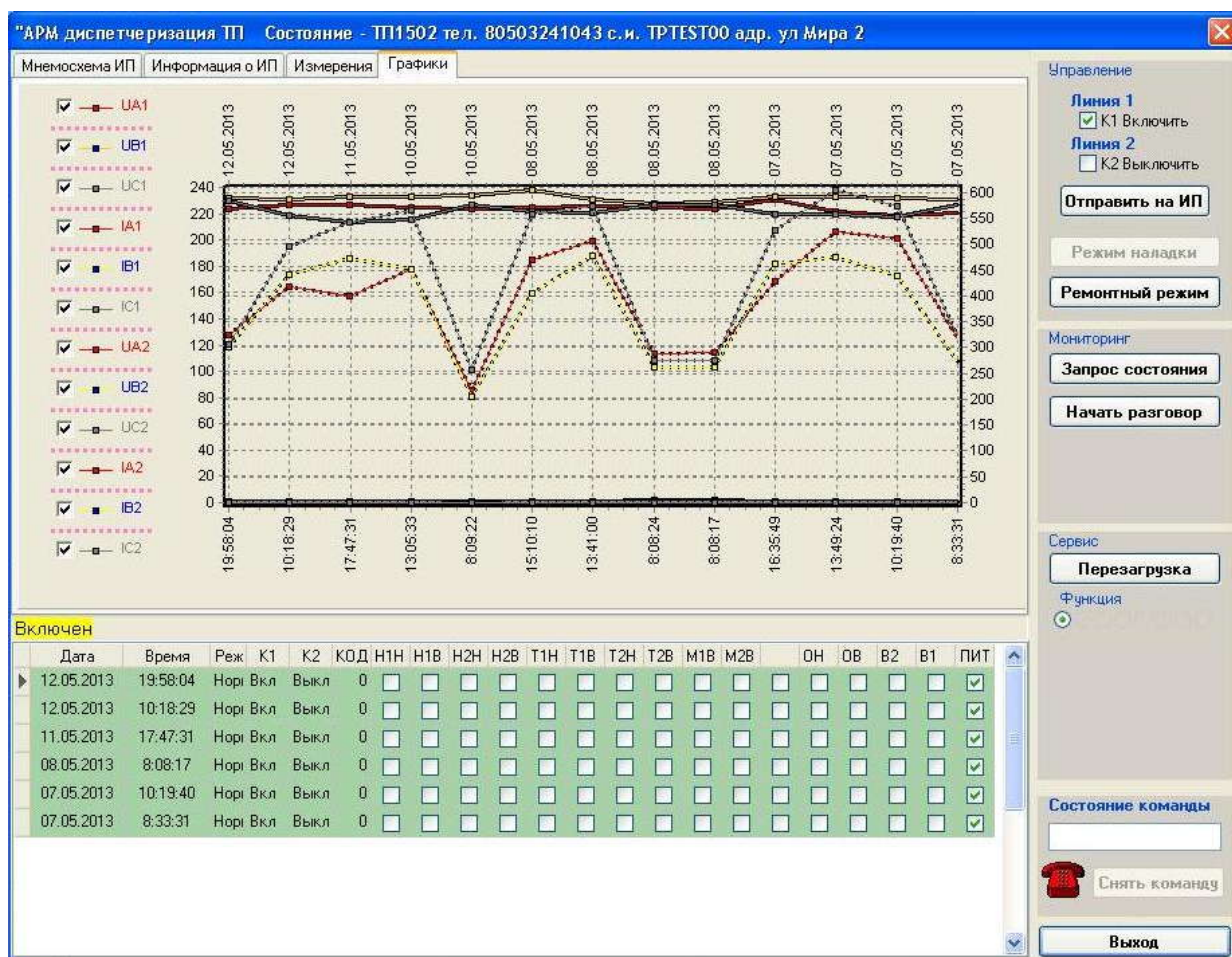 "АРМ диспетчеризация ТП Состояние - ТП1502 тел. 80503241043 с.и. TPTEST00 адр. ул Мира 2
Мнемосхема ИП Информация о ИП Измерения Графики
UA1
UB1
UC1
IA1
IB1
IC1
UA2
UB2
UC2
IA2
IB2
IC2
12.05.2013 12.05.2013 11.05.2013 10.05.2013 10.05.2013 08.05.2013 08.05.2013 08.05.2013 08.05.2013 07.05.2013 07.05.2013 07.05.2013 07.05.2013
240
220
200
180
160
140
120
100
80
60
40
20
0
600
550
500
450
400
350
300
250
200
150
100
50
0
19:58:04 10:18:29 17:47:31 13:05:33 8:09:22 15:10:10 13:41:00 8:08:24 8:08:17 16:35:49 13:49:24 10:19:40 8:33:31
Включен
Дата Время Реж К1 К2 КОД Н1Н Н1В Н2Н Н2В Т1Н Т1В Т2Н Т2В М1В М2В ОН ОВ В2 В1 ПИТ
12.05.2013 19:58:04 Вкл Выкл 0
12.05.2013 10:18:29 Вкл Выкл 0
11.05.2013 17:47:31 Вкл Выкл 0
08.05.2013 8:08:17 Вкл Выкл 0
07.05.2013 10:19:40 Вкл Выкл 0
07.05.2013 8:33:31 Вкл Выкл 0
Управление
Линия 1
К1 Включить
Линия 2
К2 Выключить
Отправить на ИП
Режим наладки
Ремонтный режим
Мониторинг
Запрос состояния
Начать разговор
Сервис
Перезагрузка
Функция
Состояние команды
Снять команду
Выход